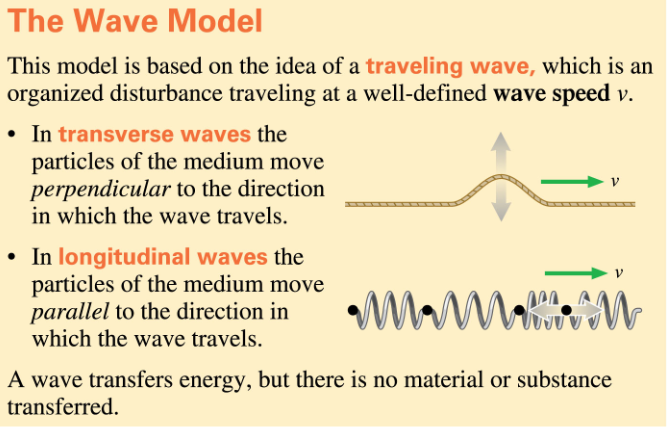 The Wave Model
This model is based on the idea of a traveling wave, which is an
organized disturbance traveling at a well-defined wave speed v.
• In transverse waves the
particles of the medium move
perpendicular to the direction
in which the wave travels.
v
• In longitudinal waves the
particles of the medium move
parallel to the direction in
which the wave travels.
v
A wave transfers energy, but there is no material or substance
transferred.